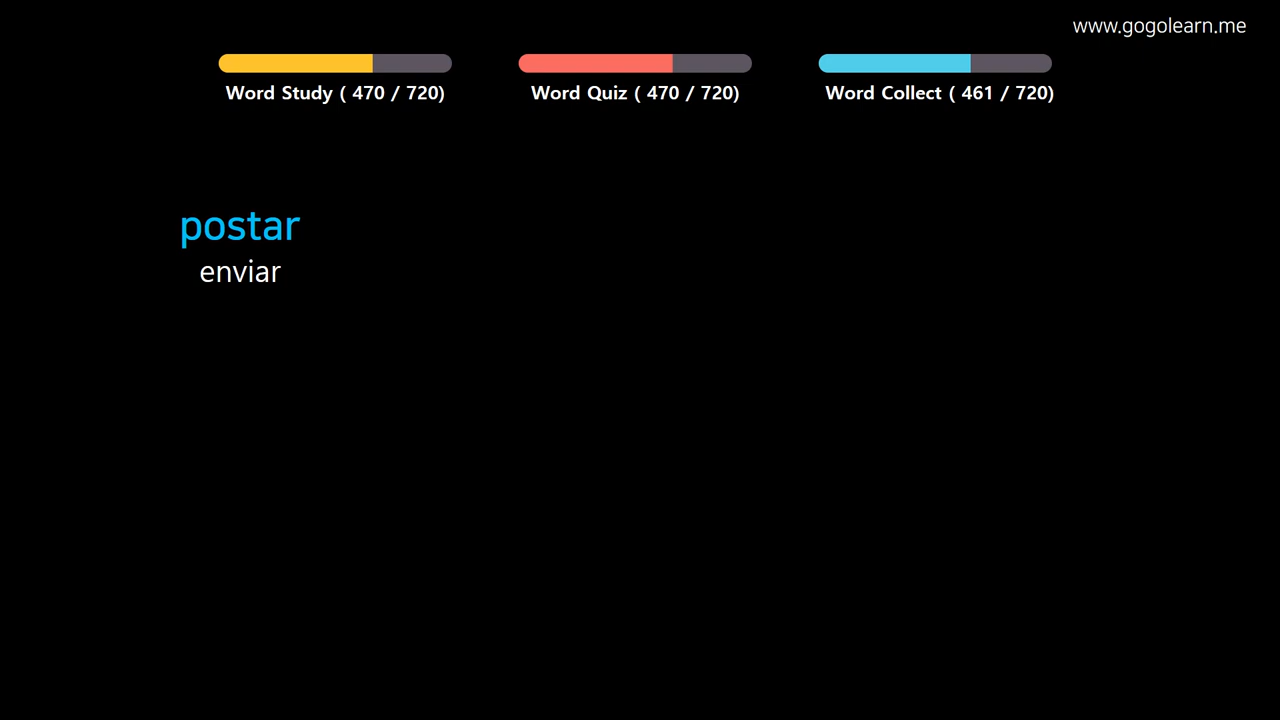 www.gogolearn.me
Word Study ( 470 / 720)
Word Quiz ( 470 / 720)
Word Collect ( 461 / 720)
postar
enviar